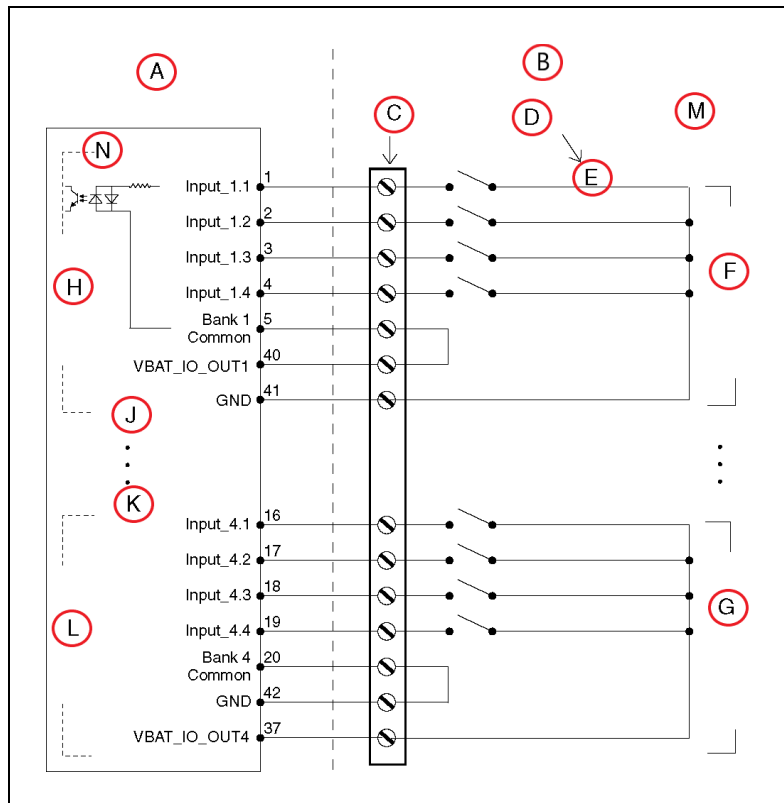 A
B
C
D
M
N
E
Input_1.1 1
Input_1.2 2
Input_1.3 3
F
H
Input_1.4 4
Bank 1 5
Common
VBAT_IO_OUT1 40
GND 41
J
K
Input_4.1 16
Input_4.2 17
Input_4.3 18
G
L
Input_4.4 19
Bank 4 20
Common
GND 42
VBAT_IO_OUT4 37